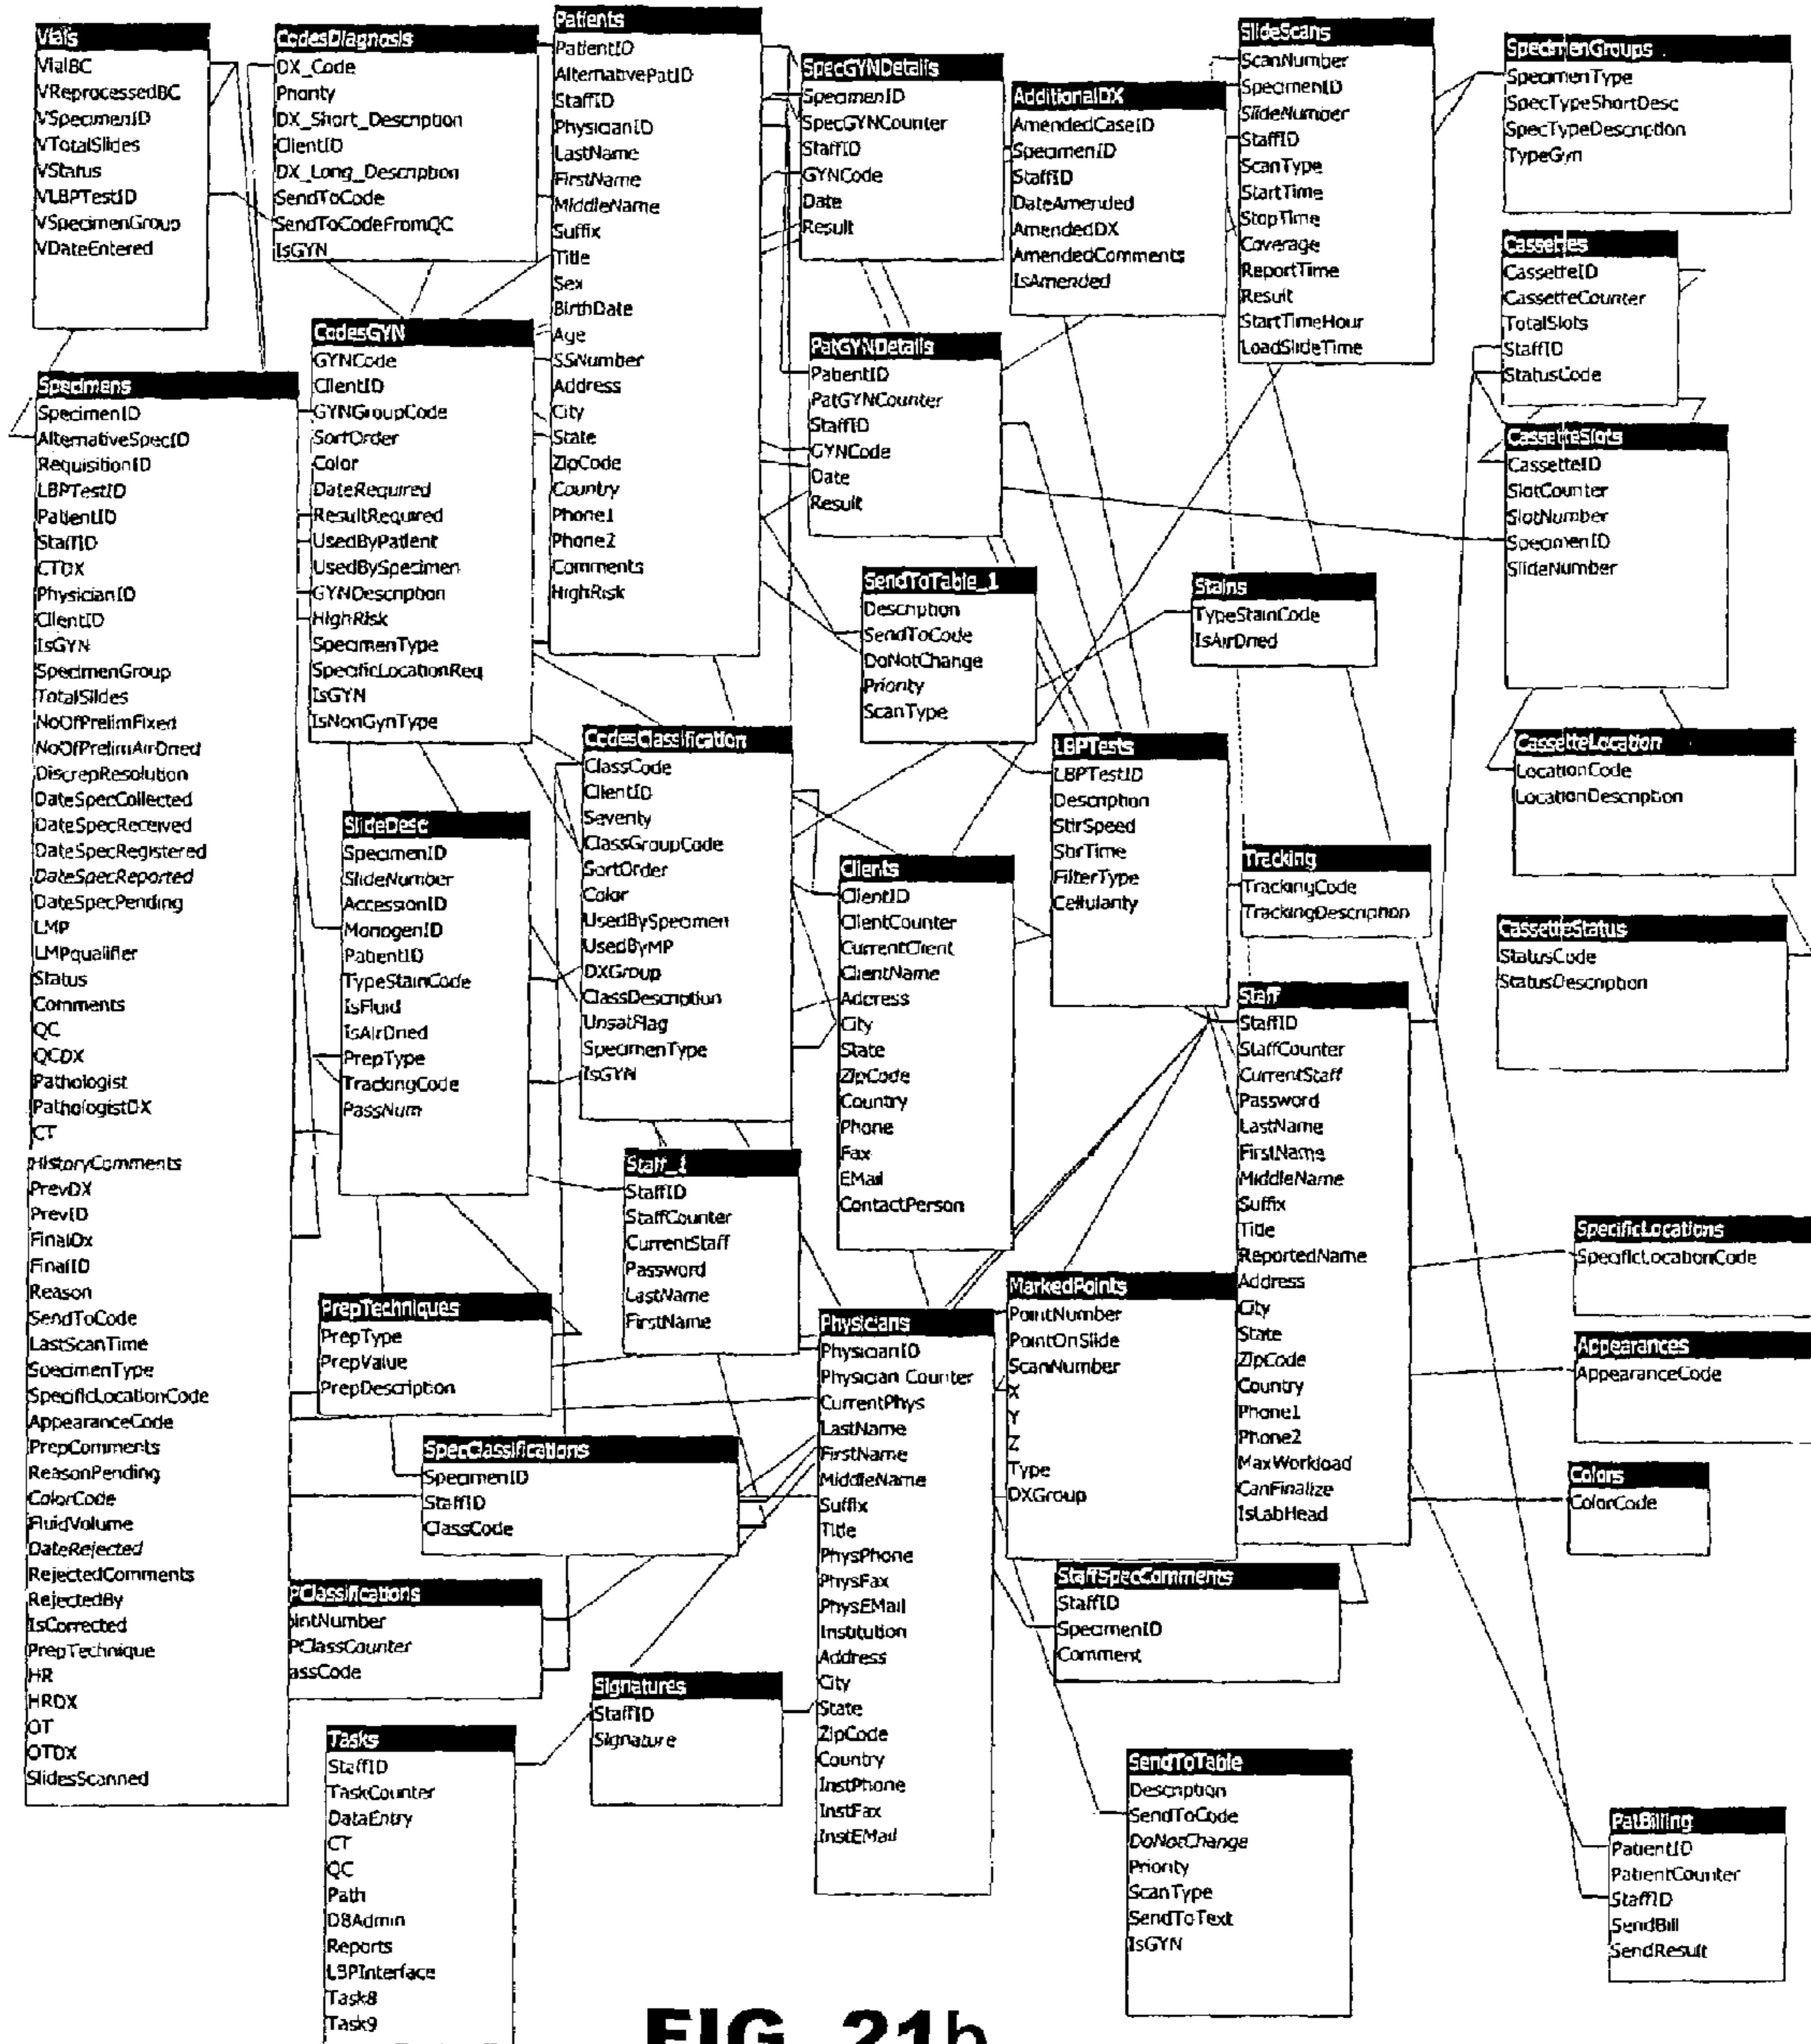 Vials
VialBC
VReprocessedBC
VSpecimenID
VTotalSlides
VStatus
VLBPTestID
VSpecimenGroup
VDateEntered
CodesDiagnosis
DX_Code
Priority
DX_Short_Description
ClientID
DX_Long_Description
SendToCode
SendToCodeFromQC
IsGYN
Patients
PatientID
AlternativePatID
StaffID
PhysicianID
LastName
FirstName
MiddleName
Suffix
Title
Sex
BirthDate
Age
SSNumber
Address
City
State
ZipCode
Country
Phone1
Phone2
Comments
HighRisk
SpecGYNDetails
SpecimenID
SpecGYNCounter
StaffID
GYNCode
Date
Result
AdditionalDX
AmendedCaseID
SpecimenID
StaffID
DateAmended
AmendedDX
AmendedComments
IsAmended
SlideScans
ScanNumber
SpecimenID
SlideNumber
StaffID
ScanType
StartTime
StopTime
Coverage
ReportTime
Result
StartTimeHour
LoadSlideTime
SpecimenGroups
SpecimenType
SpecTypeShortDesc
SpecTypeDescription
TypeGyn
Cassettes
CassetteID
CassetteCounter
TotalSlots
StaffID
StatusCode
CassetteSlots
CassetteID
SlotCounter
SlotNumber
SpecimenID
SlideNumber
CodesGYN
GYNCode
ClientID
GYNGroupCode
SortOrder
Color
DateRequired
ResultRequired
UsedByPatient
UsedBySpecimen
GYNDescription
HighRisk
SpecimenType
SpecificLocationReq
IsGYN
IsNonGynType
PatGYNDetails
PatientID
PatGYNCounter
StaffID
GYNCode
Date
Result
Specimens
SpecimenID
AlternativeSpecID
RequisitionID
LBPTestID
PatientID
StaffID
CTDX
PhysicianID
ClientID
IsGYN
SpecimenGroup
TotalSlides
NoOfPrelimFixed
NoOfPrelimAirDried
DiscrepResolution
DateSpecCollected
DateSpecReceived
DateSpecRegistered
DateSpecReported
DateSpecPending
LMP
LMPqualifier
Status
Comments
QC
QCDX
Pathologist
PathologistDX
CT
HistoryComments
PrevDX
PrevID
FinalDx
FinalID
Reason
SendToCode
LastScanTime
SpecimenType
SpecificLocationCode
AppearanceCode
PrepComments
ReasonPending
ColorCode
FluidVolume
DateRejected
RejectedComments
RejectedBy
IsCorrected
PrepTechnique
HR
HRDX
OT
OTDX
SlidesScanned
SendToTable_1
Description
SendToCode
DoNotChange
Priority
ScanType
Stains
TypeStainCode
IsAirDried
CodesClassification
ClassCode
ClientID
Severity
ClassGroupCode
SortOrder
Color
UsedBySpecimen
UsedByMP
DXGroup
ClassDescription
UnsatFlag
SpecimenType
IsGYN
LBPTests
LBPTestID
Description
StirSpeed
StirTime
FilterType
Cellularity
CassetteLocation
LocationCode
LocationDescription
SlideDesc
SpecimenID
SlideNumber
AccessionID
MonogenID
PatientID
TypeStainCode
IsFluid
IsAirDried
PrepType
TrackingCode
PassNum
Clients
ClientID
ClientCounter
CurrentClient
ClientName
Address
City
State
ZipCode
Country
Phone
Fax
EMail
ContactPerson
Tracking
TrackingCode
TrackingDescription
CassetteStatus
StatusCode
StatusDescription
Staff
StaffID
StaffCounter
CurrentStaff
Password
LastName
FirstName
MiddleName
Suffix
Title
ReportedName
Address
City
State
ZipCode
Country
Phone1
Phone2
MaxWorkload
CanFinalize
IsLabHead
Staff_1
StaffID
StaffCounter
CurrentStaff
Password
LastName
FirstName
SpecificLocations
SpecificLocationCode
MarkedPoints
PointNumber
PointOnSlide
ScanNumber
X
Y
Z
Type
DXGroup
PrepTechniques
PrepType
PrepValue
PrepDescription
Physicians
PhysicianID
Physician Counter
CurrentPhys
LastName
FirstName
MiddleName
Suffix
Title
PhysPhone
PhysFax
PhysEMail
Institution
Address
City
State
ZipCode
Country
InstPhone
InstFax
InstEMail
Appearances
AppearanceCode
SpecClassifications
SpecimenID
StaffID
ClassCode
Colors
ColorCode
PClassifications
ointNumber
PClassCounter
assCode
StaffSpecComments
StaffID
SpecimenID
Comment
Signatures
StaffID
Signature
Tasks
StaffID
TaskCounter
DataEntry
CT
QC
Path
DBAdmin
Reports
LBPInterface
Task8
Task9
SendToTable
Description
SendToCode
DoNotChange
Priority
ScanType
SendToText
IsGYN
PatBilling
PatientID
PatientCounter
StaffID
SendBill
SendResult
FIG. 21b